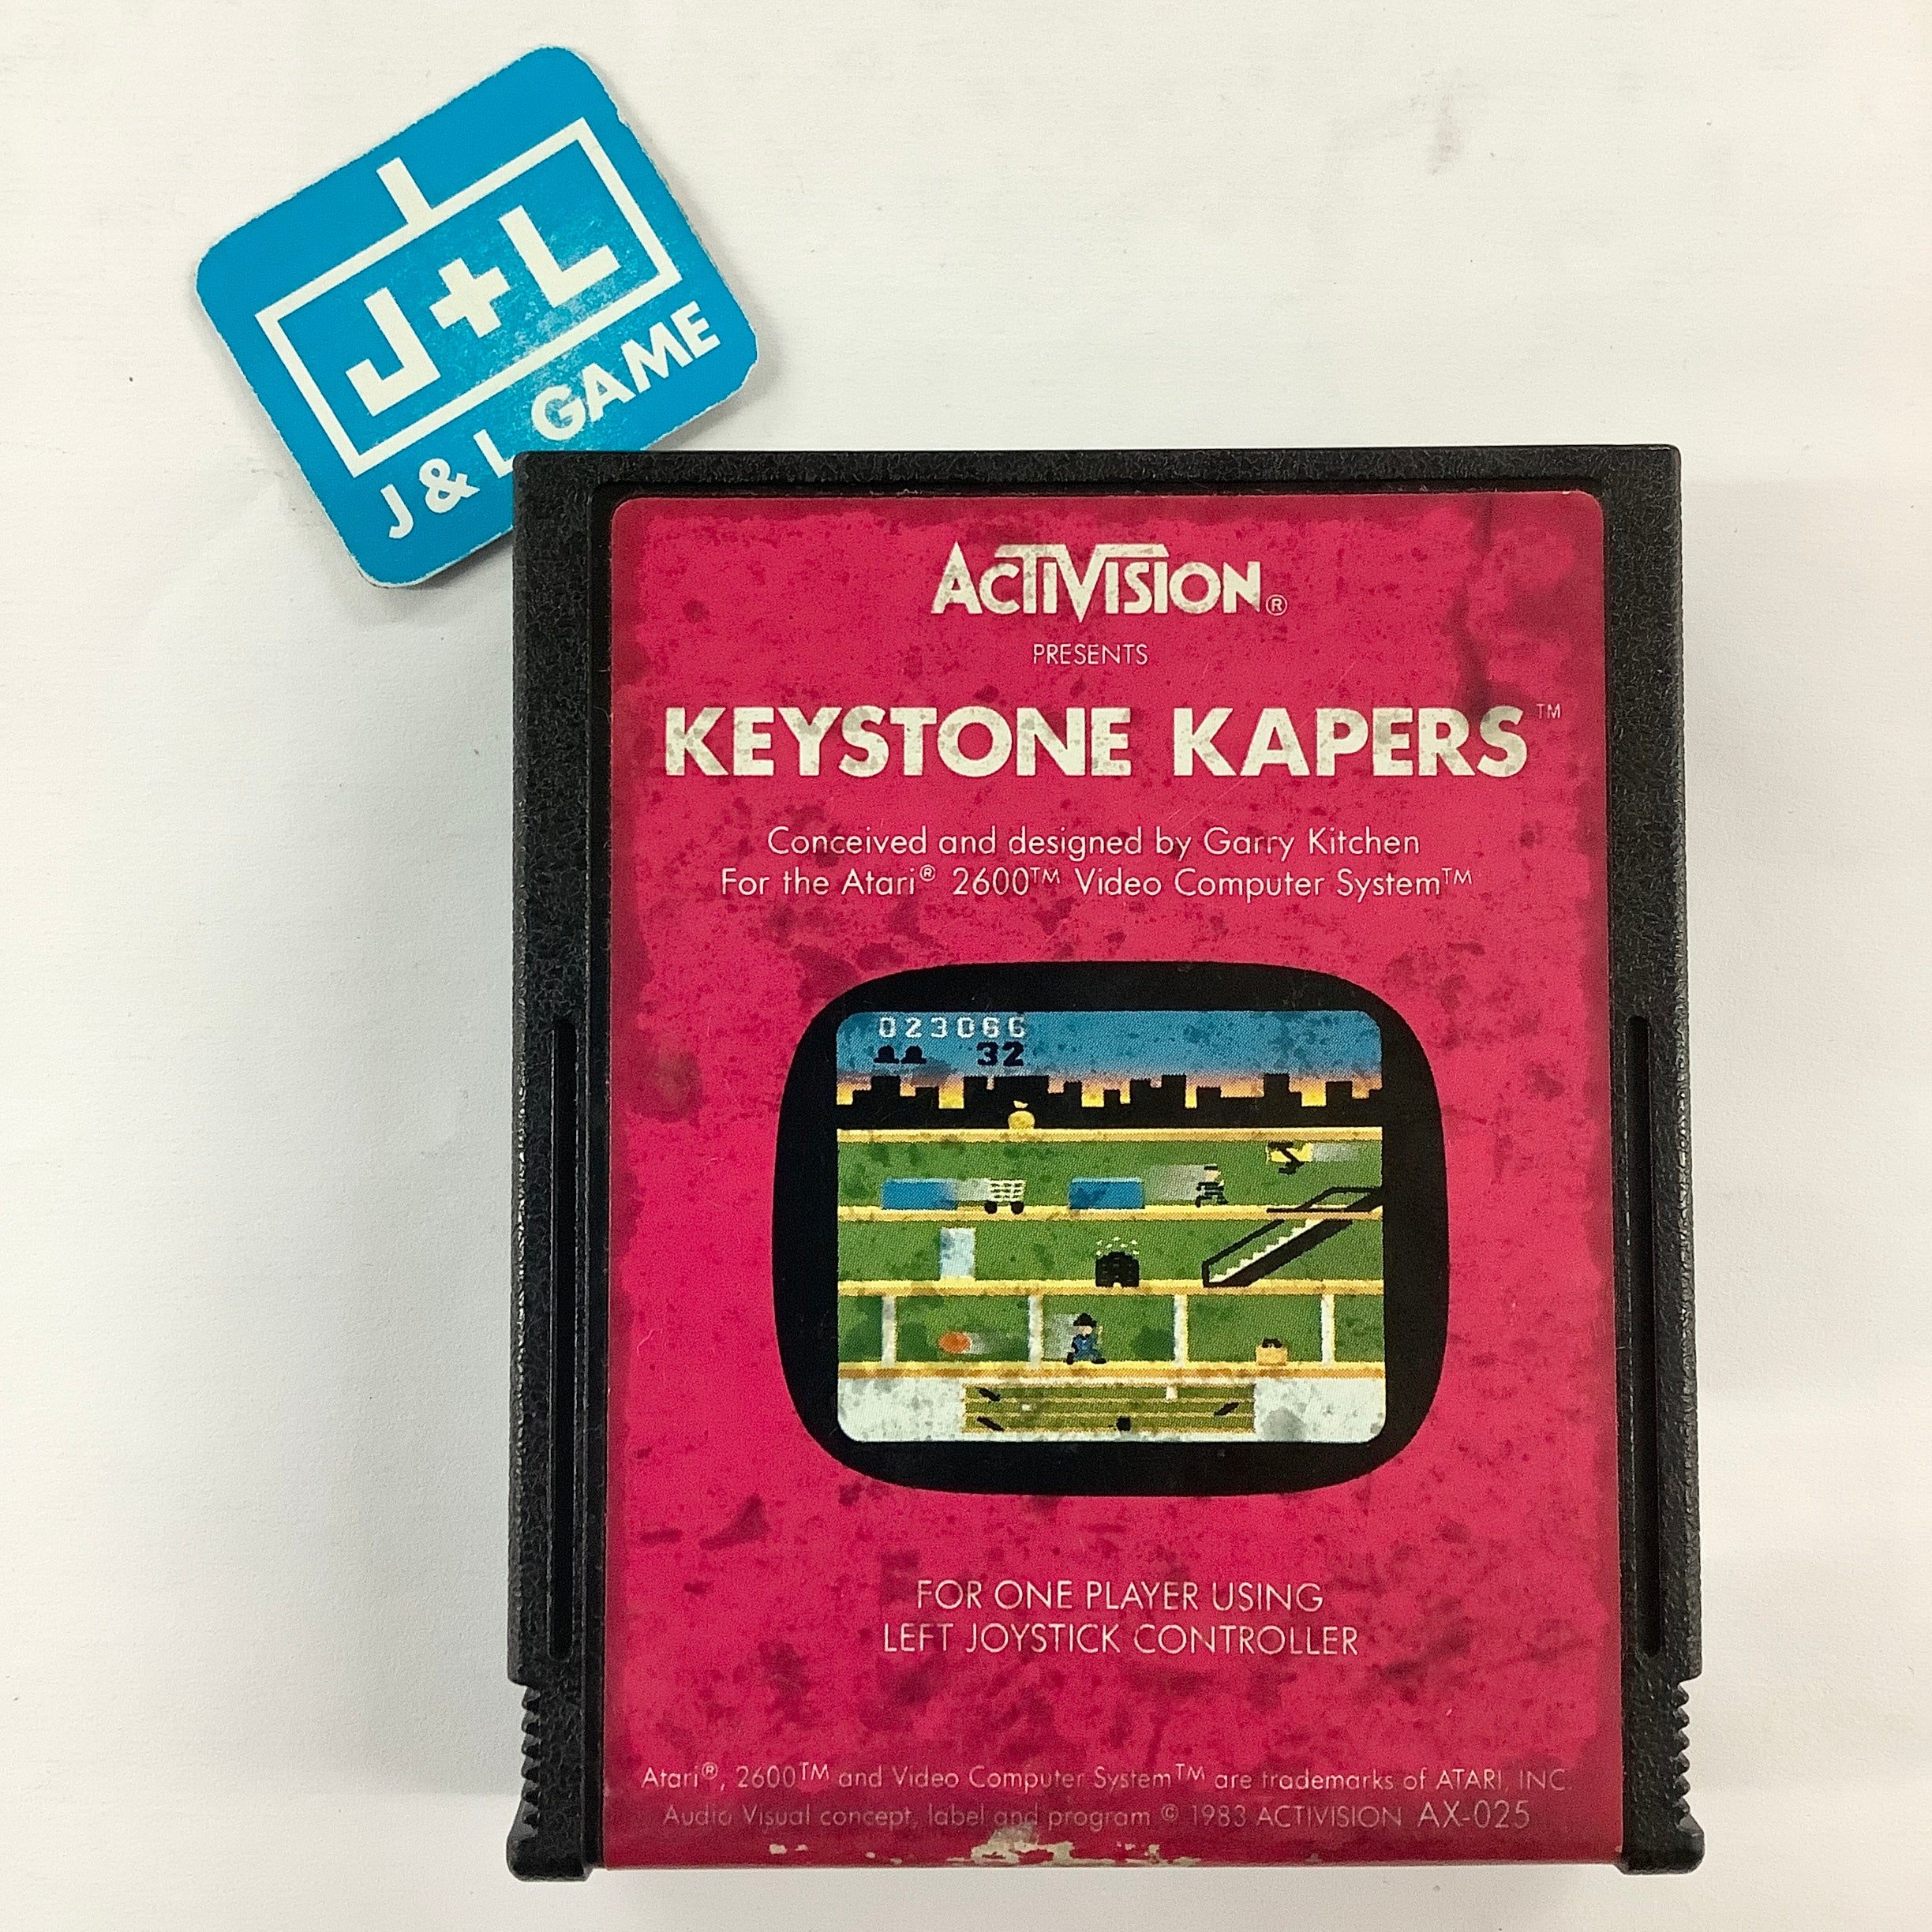 J+L
J & L GAME
ACTIVISION®
PRESENTS
KEYSTONE KAPERS™
Conceived and designed by Garry Kitchen
For the Atari® 2600™ Video Computer System™
023066
32
FOR ONE PLAYER USING
LEFT JOYSTICK CONTROLLER
Atari®, 2600™ and Video Computer System™ are trademarks of ATARI, INC.
Audio Visual concept, label and program © 1983 ACTIVISION AX-025